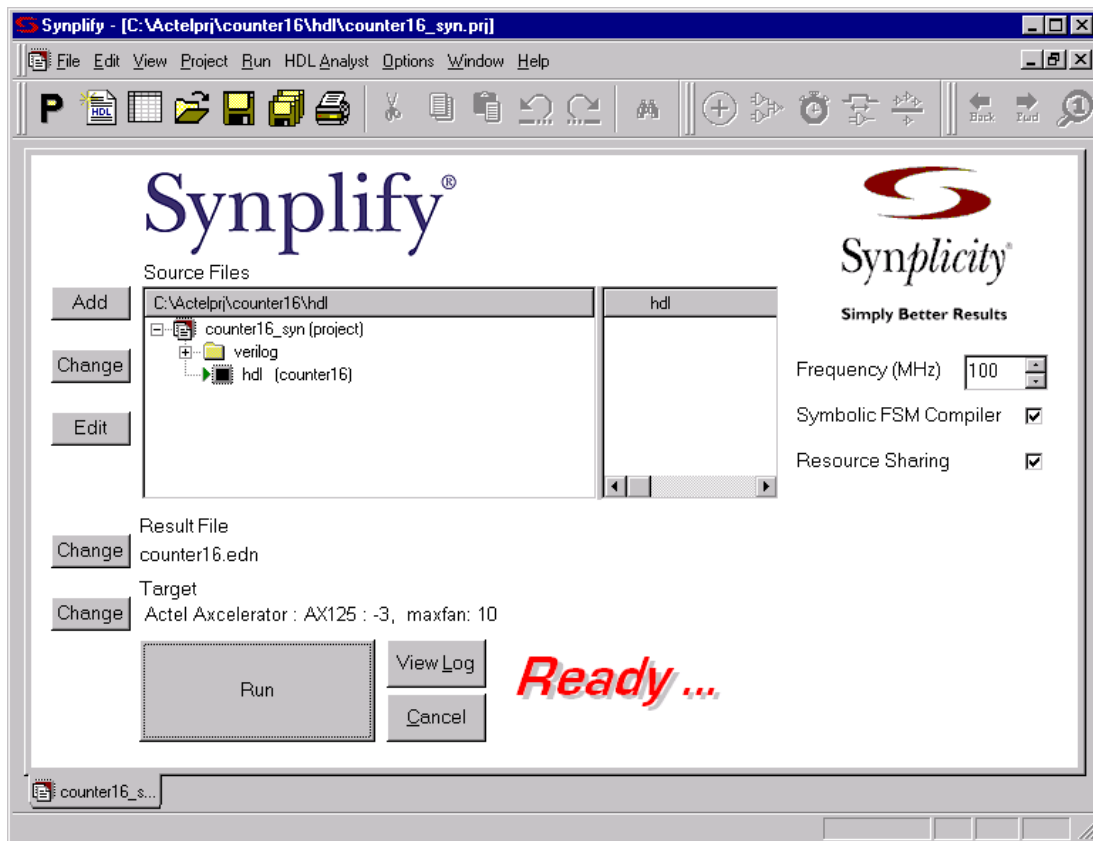 Synplify - [C:\Actelprj\counter16\hdl\counter16_syn.prj]
File Edit View Project Run HDL Analyst Options Window Help
P HDL Back Fwd 1
Synplify®
Synplicity®
Simply Better Results
Source Files
Add
C:\Actelprj\counter16\hdl hdl
counter16_syn (project)
verilog
hdl (counter16)
Change
Edit
Frequency (MHz) 100
Symbolic FSM Compiler
Resource Sharing
Result File
Change counter16.edn
Target
Change Actel Axcelerator : AX125 : -3, maxfan: 10
Run
View Log
Cancel
Ready ...
counter16_s...